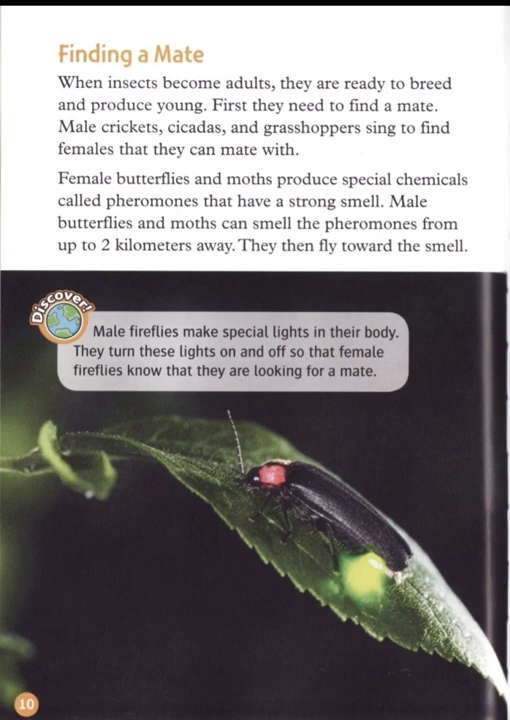 Finding a Mate
When insects become adults, they are ready to breed
and produce young. First they need to find a mate.
Male crickets, cicadas, and grasshoppers sing to find
females that they can mate with.
Female butterflies and moths produce special chemicals
called pheromones that have a strong smell. Male
butterflies and moths can smell the pheromones from
up to 2 kilometers away. They then fly toward the smell.
Discover!
Male fireflies make special lights in their body.
They turn these lights on and off so that female
fireflies know that they are looking for a mate.
10